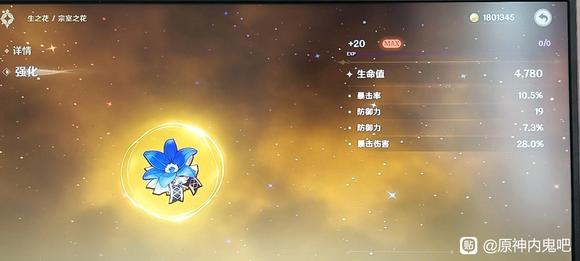 生之花 / 宗室之花
1801345
详情
强化
+20 MAX
EXP
0/0
生命值 4,780
暴击率 10.5%
防御力 19
防御力 7.3%
暴击伤害 28.0%
贴 @原神内鬼吧